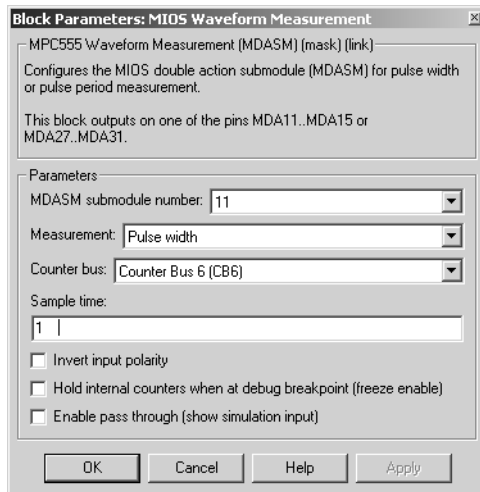 Block Parameters: MIOS Waveform Measurement
MPC555 Waveform Measurement (MDASM) (mask) (link)
Configures the MIOS double action submodule (MDASM) for pulse width
or pulse period measurement.
This block outputs on one of the pins MDA11..MDA15 or
MDA27..MDA31.
Parameters
MDASM submodule number: 11
Measurement: Pulse width
Counter bus: Counter Bus 6 (CB6)
Sample time:
1
Invert input polarity
Hold internal counters when at debug breakpoint (freeze enable)
Enable pass through (show simulation input)
OK Cancel Help Apply